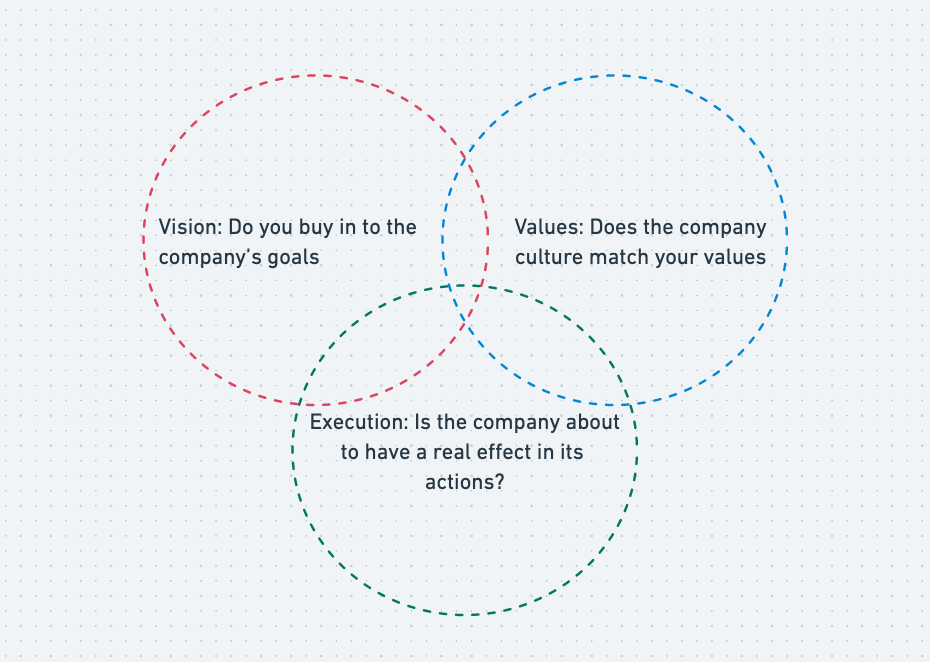 Vision: Do you buy in to the
company’s goals
Values: Does the company
culture match your values
Execution: Is the company about
to have a real effect in its
actions?